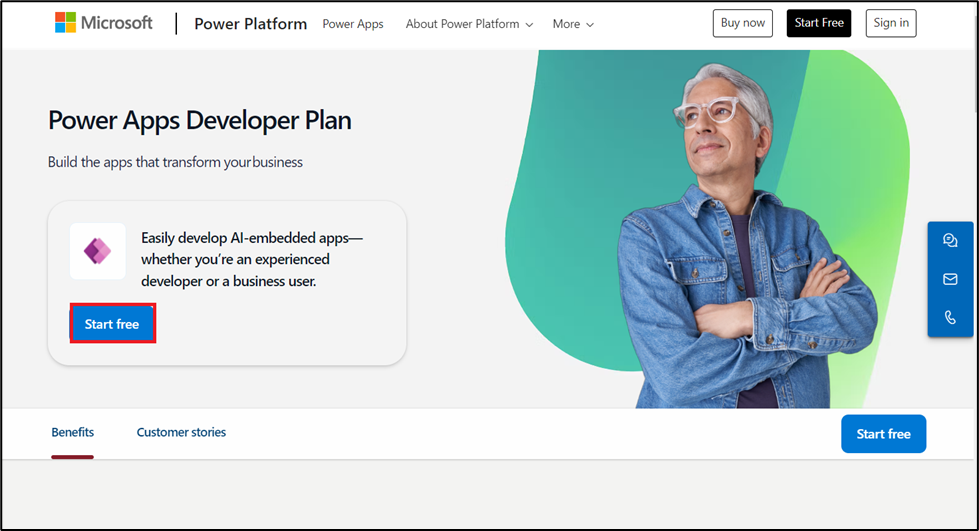 Microsoft
Power Platform
Power Apps
About Power Platform
More
Buy now
Start Free
Sign in
Power Apps Developer Plan
Build the apps that transform your business
Easily develop AI-embedded apps—
whether you're an experienced
developer or a business user.
Start free
Benefits
Customer stories
Start free